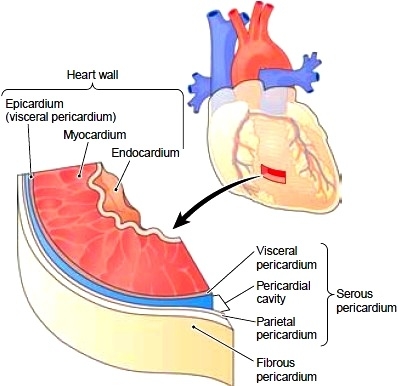 Heart wall
Epicardium
(visceral pericardium)
Myocardium
Endocardium
Visceral
pericardium
Pericardial
cavity
Serous
pericardium
Parietal
pericardium
Fibrous
pericardium